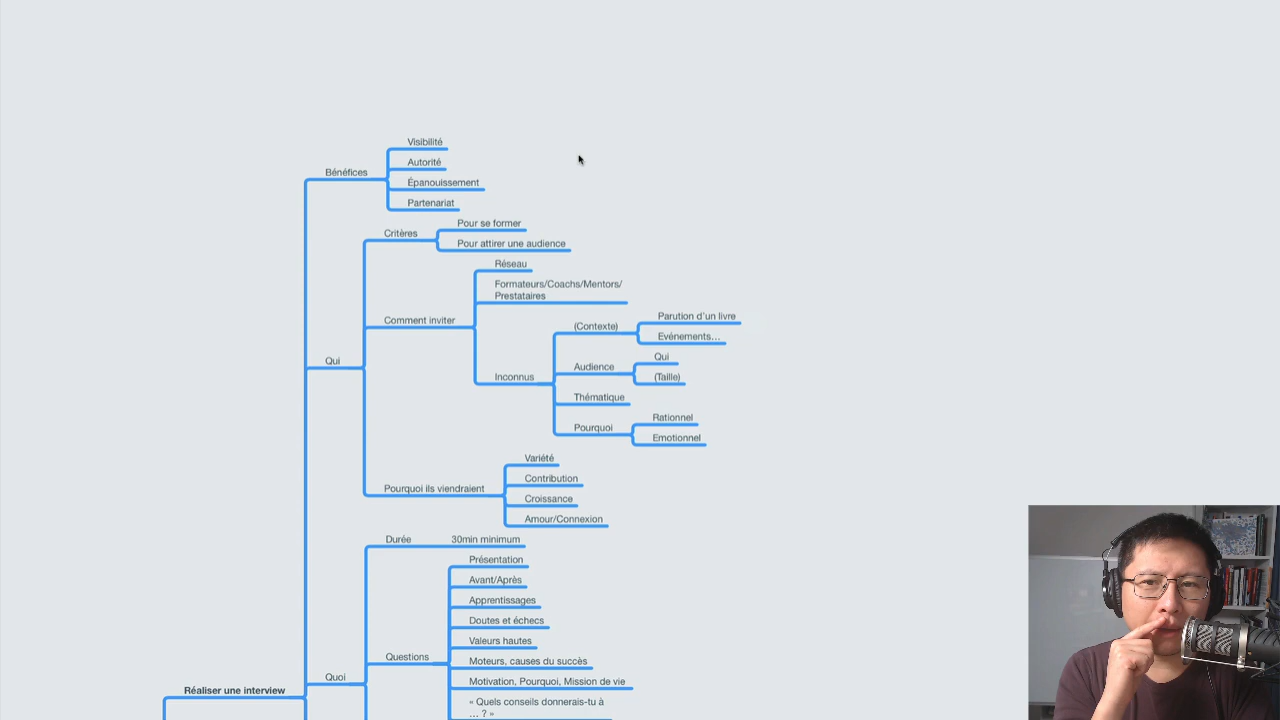 Visibilité
Autorité
Bénéfices
Épanouissement
Partenariat
Pour se former
Critères
Pour attirer une audience
Réseau
Formateurs/Coachs/Mentors/
Prestataires
Comment inviter
Parution d'un livre
(Contexte)
Evénements...
Qui
Qui
Audience
(Taille)
Inconnus
Thématique
Rationnel
Pourquoi
Emotionnel
Variété
Contribution
Pourquoi ils viendraient
Croissance
Amour/Connexion
Durée
30min minimum
Présentation
Avant/Après
Apprentissages
Doutes et échecs
Valeurs hautes
Questions
Moteurs, causes du succès
Quoi
Motivation, Pourquoi, Mission de vie
Réaliser une interview
« Quels conseils donnerais-tu à
... ? »